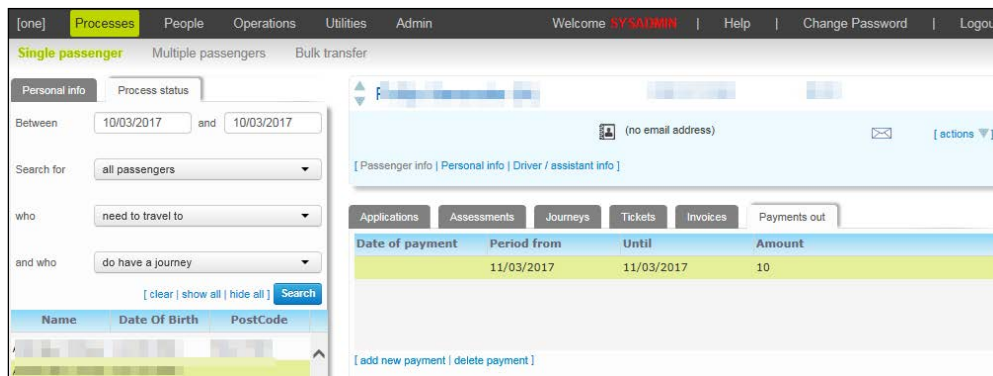 [one] Processes People Operations Utilities Admin Welcome SYSADMIN | Help | Change Password | Logou
Single passenger Multiple passengers Bulk transfer
Personal info Process status
Between 10/03/2017 and 10/03/2017
Search for all passengers
who need to travel to
and who do have a journey
[ clear | show all | hide all ] Search
Name Date Of Birth PostCode
(no email address) [ actions ]
[ Passenger info | Personal info | Driver / assistant info ]
Applications Assessments Journeys Tickets Invoices Payments out
Date of payment Period from Until Amount
11/03/2017 11/03/2017 10
[ add new payment | delete payment ]